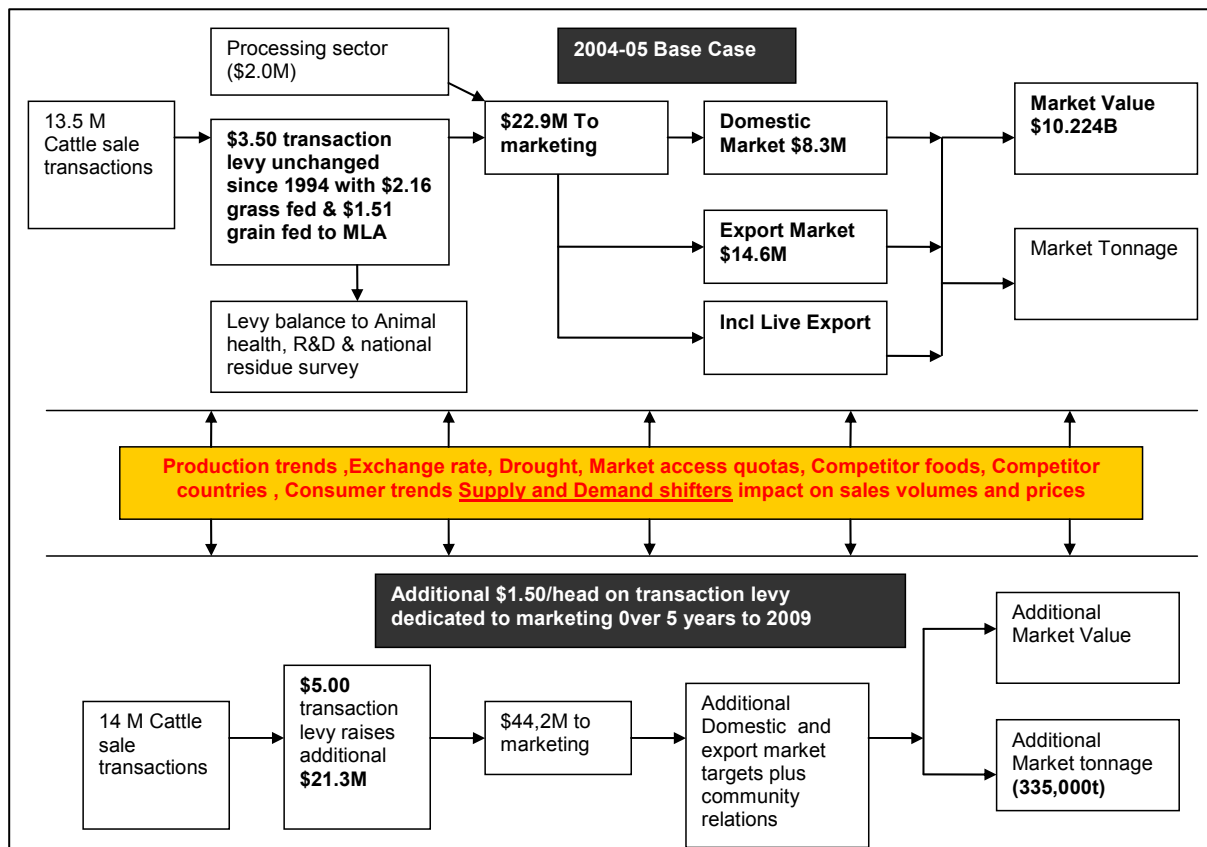 Processing sector
($2.0M)
2004-05 Base Case
13.5 M
Cattle sale
transactions
$3.50 transaction
levy unchanged
since 1994 with $2.16
grass fed & $1.51
grain fed to MLA
$22.9M To
marketing
Domestic
Market $8.3M
Market Value
$10.224B
Export Market
$14.6M
Market Tonnage
Levy balance to Animal
health, R&D & national
residue survey
Incl Live Export
Production trends ,Exchange rate, Drought, Market access quotas, Competitor foods, Competitor
countries , Consumer trends Supply and Demand shifters impact on sales volumes and prices
Additional $1.50/head on transaction levy
dedicated to marketing 0ver 5 years to 2009
14 M Cattle
sale
transactions
$5.00
transaction
levy raises
additional
$21.3M
$44,2M to
marketing
Additional
Domestic and
export market
targets plus
community
relations
Additional
Market Value
Additional
Market tonnage
(335,000t)